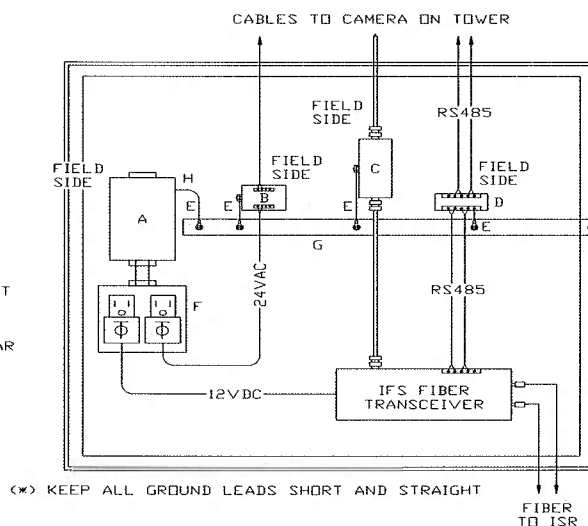 CABLES TO CAMERA ON TOWER
FIELD
SIDE
RS485
FIELD
SIDE
H
FIELD
SIDE
C
FIELD
SIDE
A
E
E
B
E
D
E
G
T
F
24VAC
RS485
AR
12VDC
IFS FIBER
TRANSCEIVER
(*) KEEP ALL GROUND LEADS SHORT AND STRAIGHT
FIBER
TO ISR